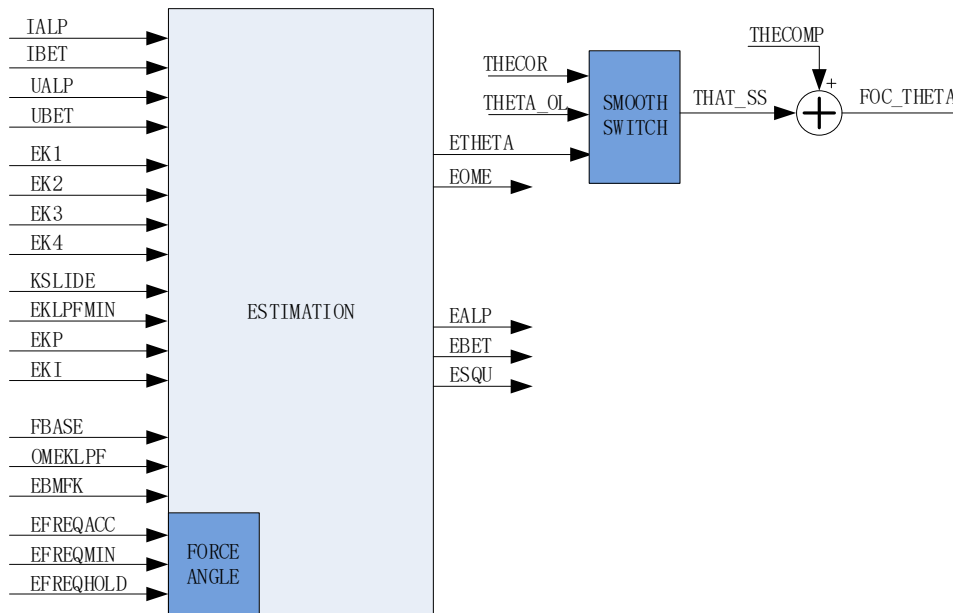 IALP
IBET
UALP
UBET
EK1
EK2
EK3
EK4
KSLIDE
EKLPFMIN
EKP
EKI
FBASE
OMEKLPF
EBMFK
EFREQACC
EFREQMIN
EFREQHOLD
ESTIMATION
FORCE
ANGLE
ETHETA
EOME
EALP
EBET
ESQU
THECOR
THETA_OL
SMOOTH
SWITCH
THAT_SS
THECOMP
+
FOC_THETA